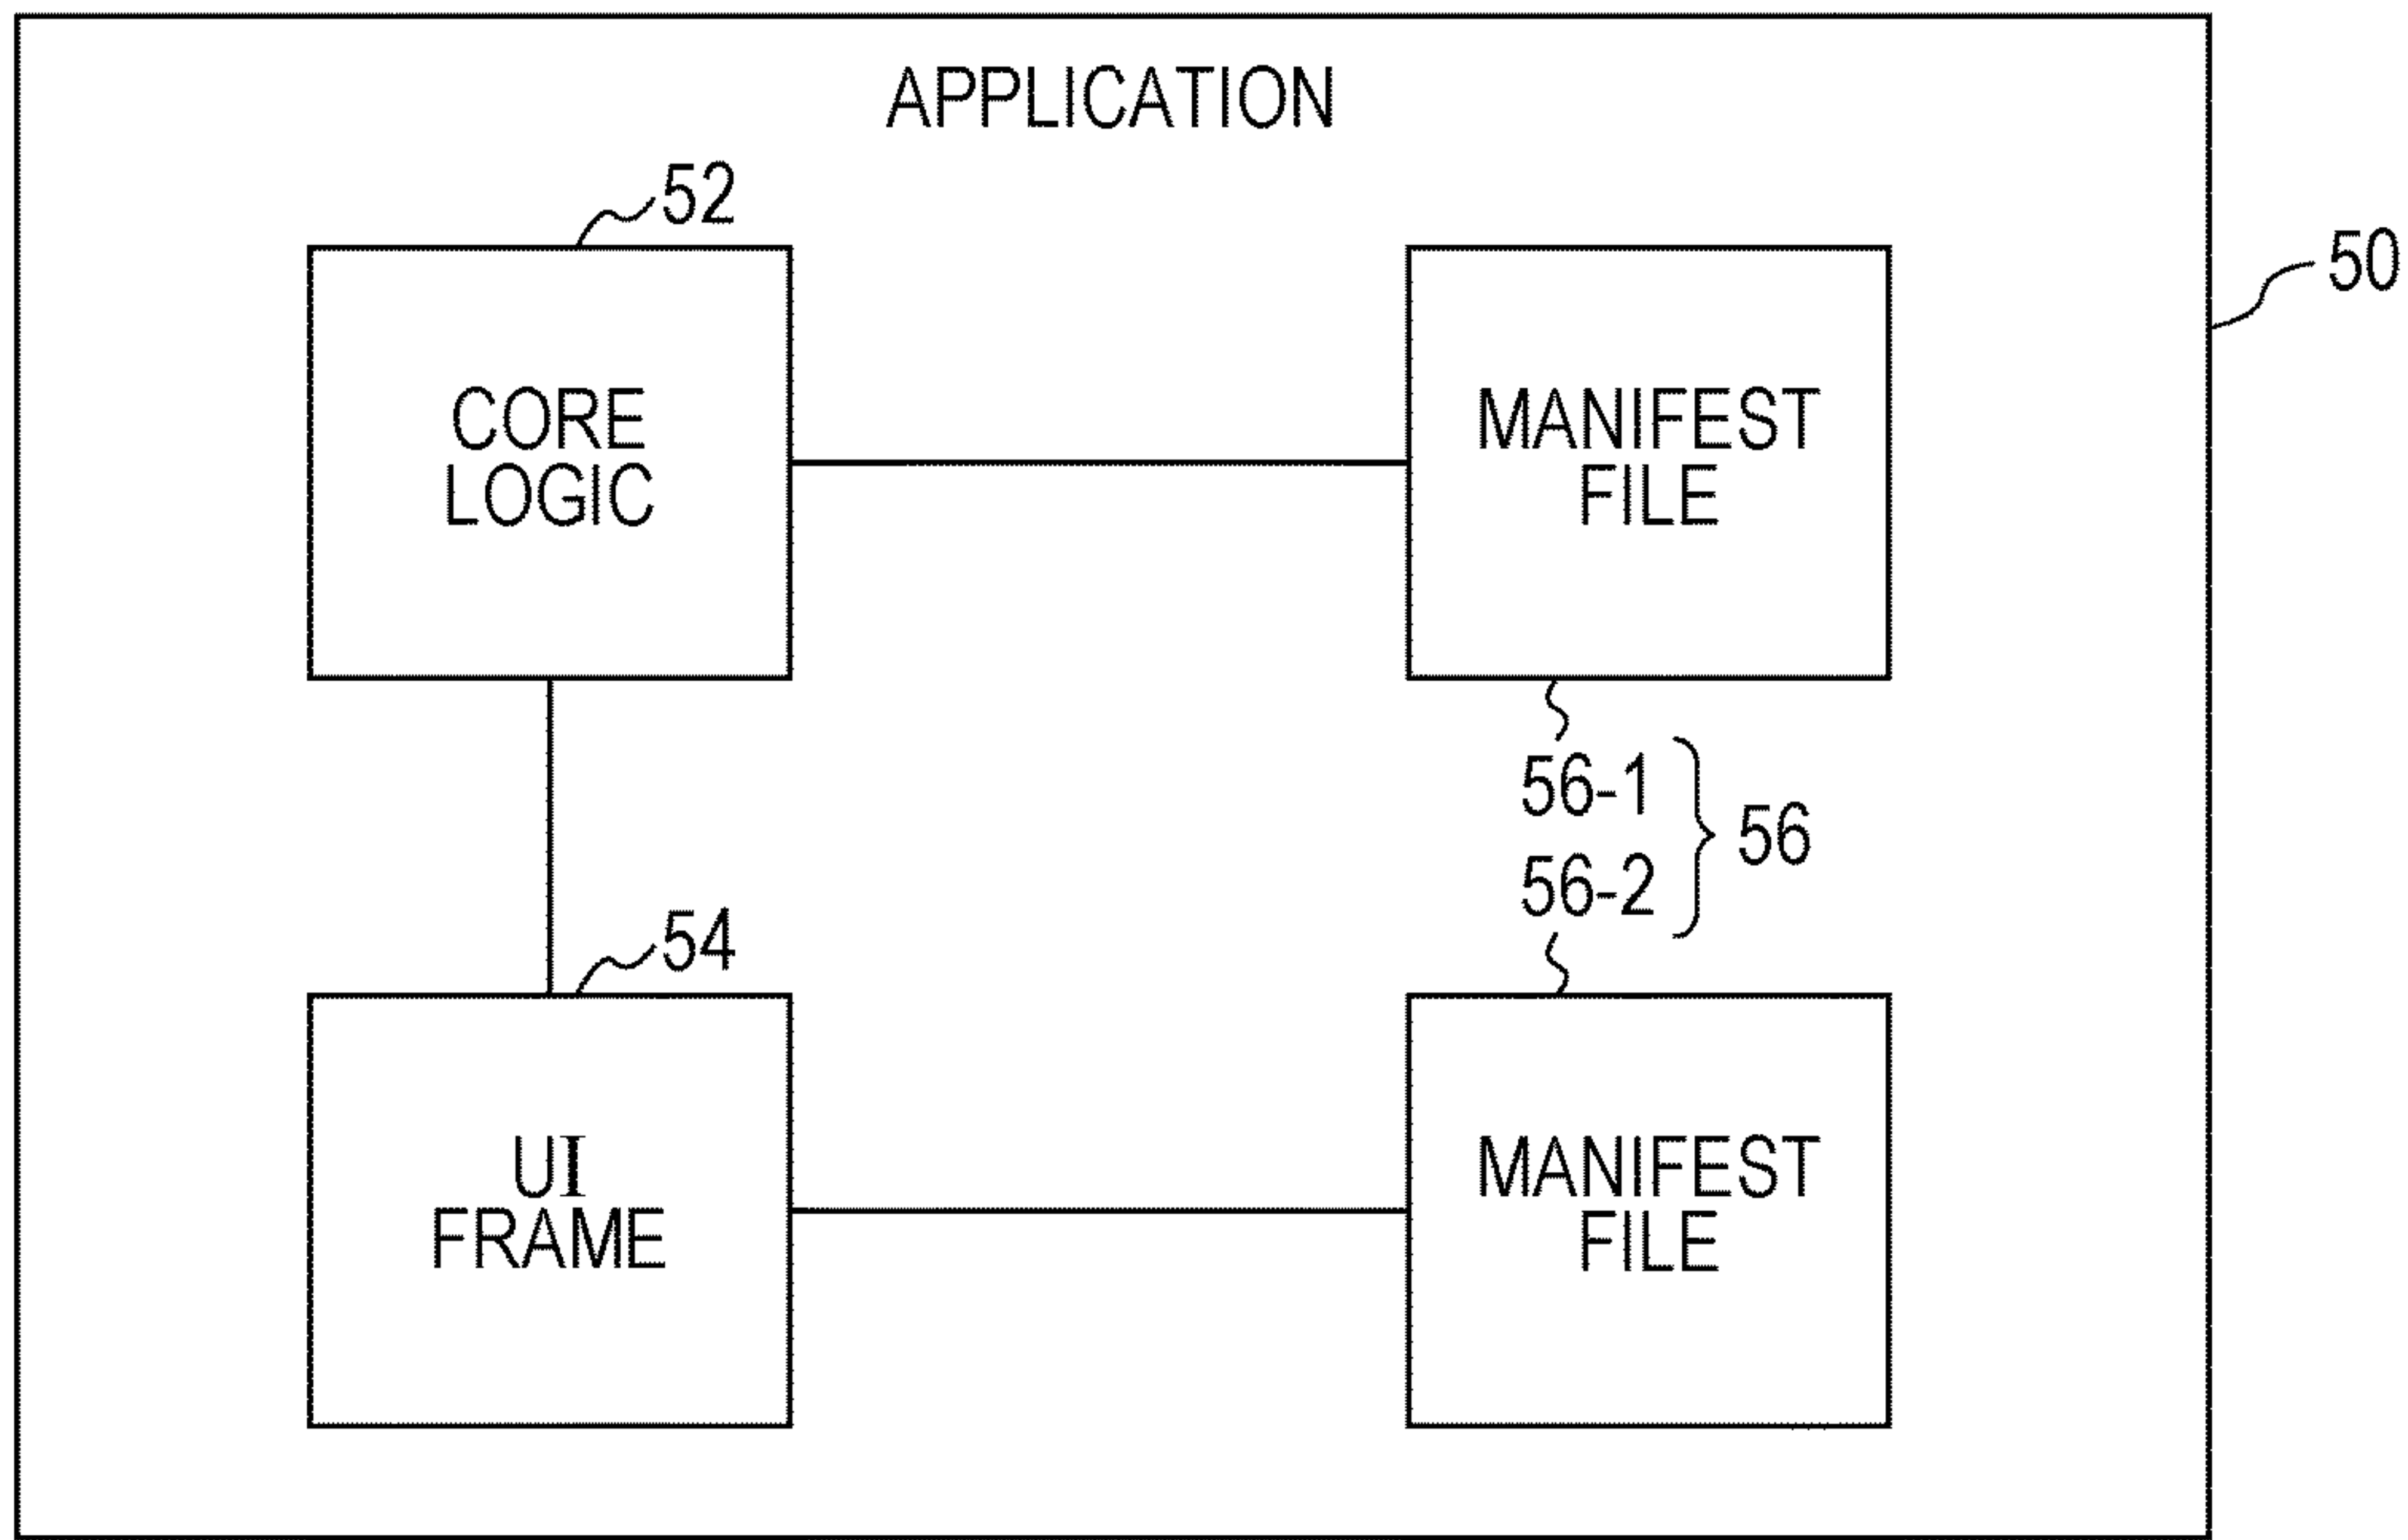 APPLICATION
52
50
CORE
LOGIC
MANIFEST
FILE
56-1
56-2
56
54
UI
FRAME
MANIFEST
FILE